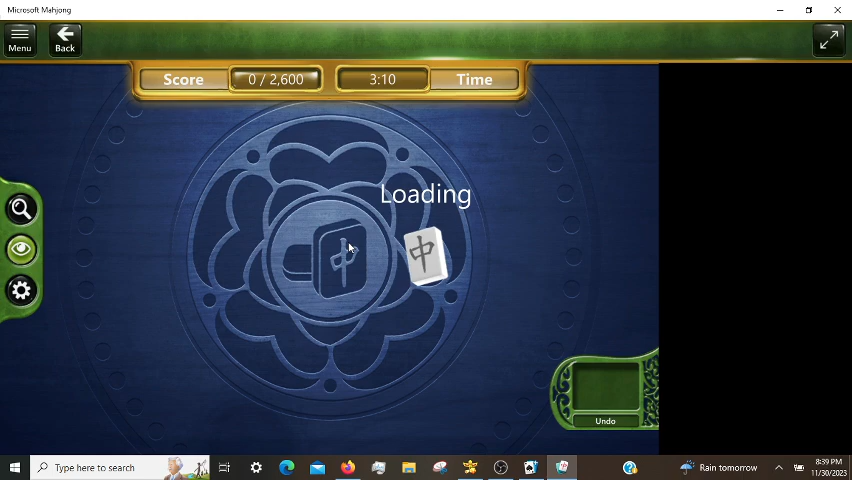 Microsoft Mahjong
Menu
Back
Score
0 / 2,600
3:10
Time
Loading
中
中
Undo
Type here to search
Rain tomorrow
8:39 PM
11/30/2023